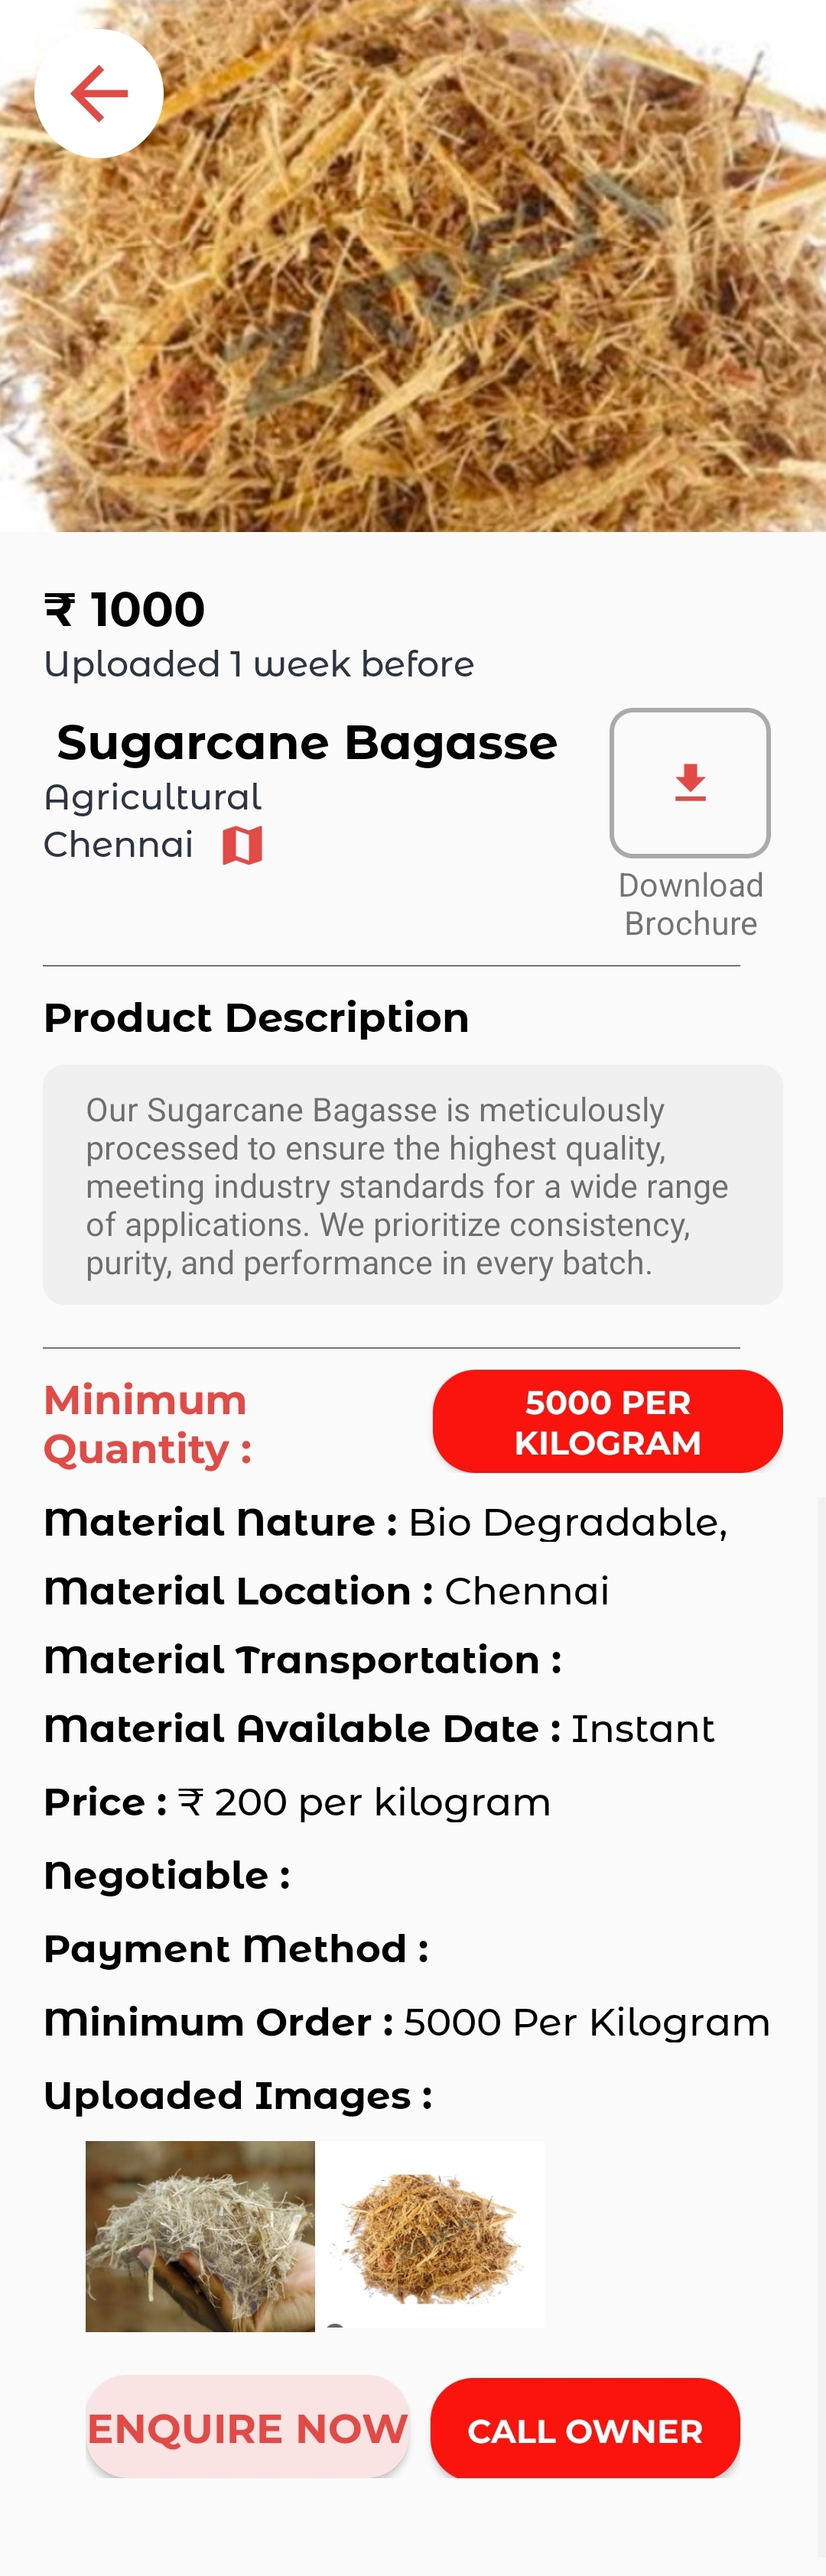 ₹ 1000
Uploaded 1 week before
Sugarcane Bagasse
Agricultural
Chennai
Download
Brochure
Product Description
Our Sugarcane Bagasse is meticulously
processed to ensure the highest quality,
meeting industry standards for a wide range
of applications. We prioritize consistency,
purity, and performance in every batch.
Minimum
Quantity :
5000 PER
KILOGRAM
Material Nature : Bio Degradable,
Material Location : Chennai
Material Transportation :
Material Available Date : Instant
Price : ₹ 200 per kilogram
Negotiable :
Payment Method :
Minimum Order : 5000 Per Kilogram
Uploaded Images :
ENQUIRE NOW
CALL OWNER